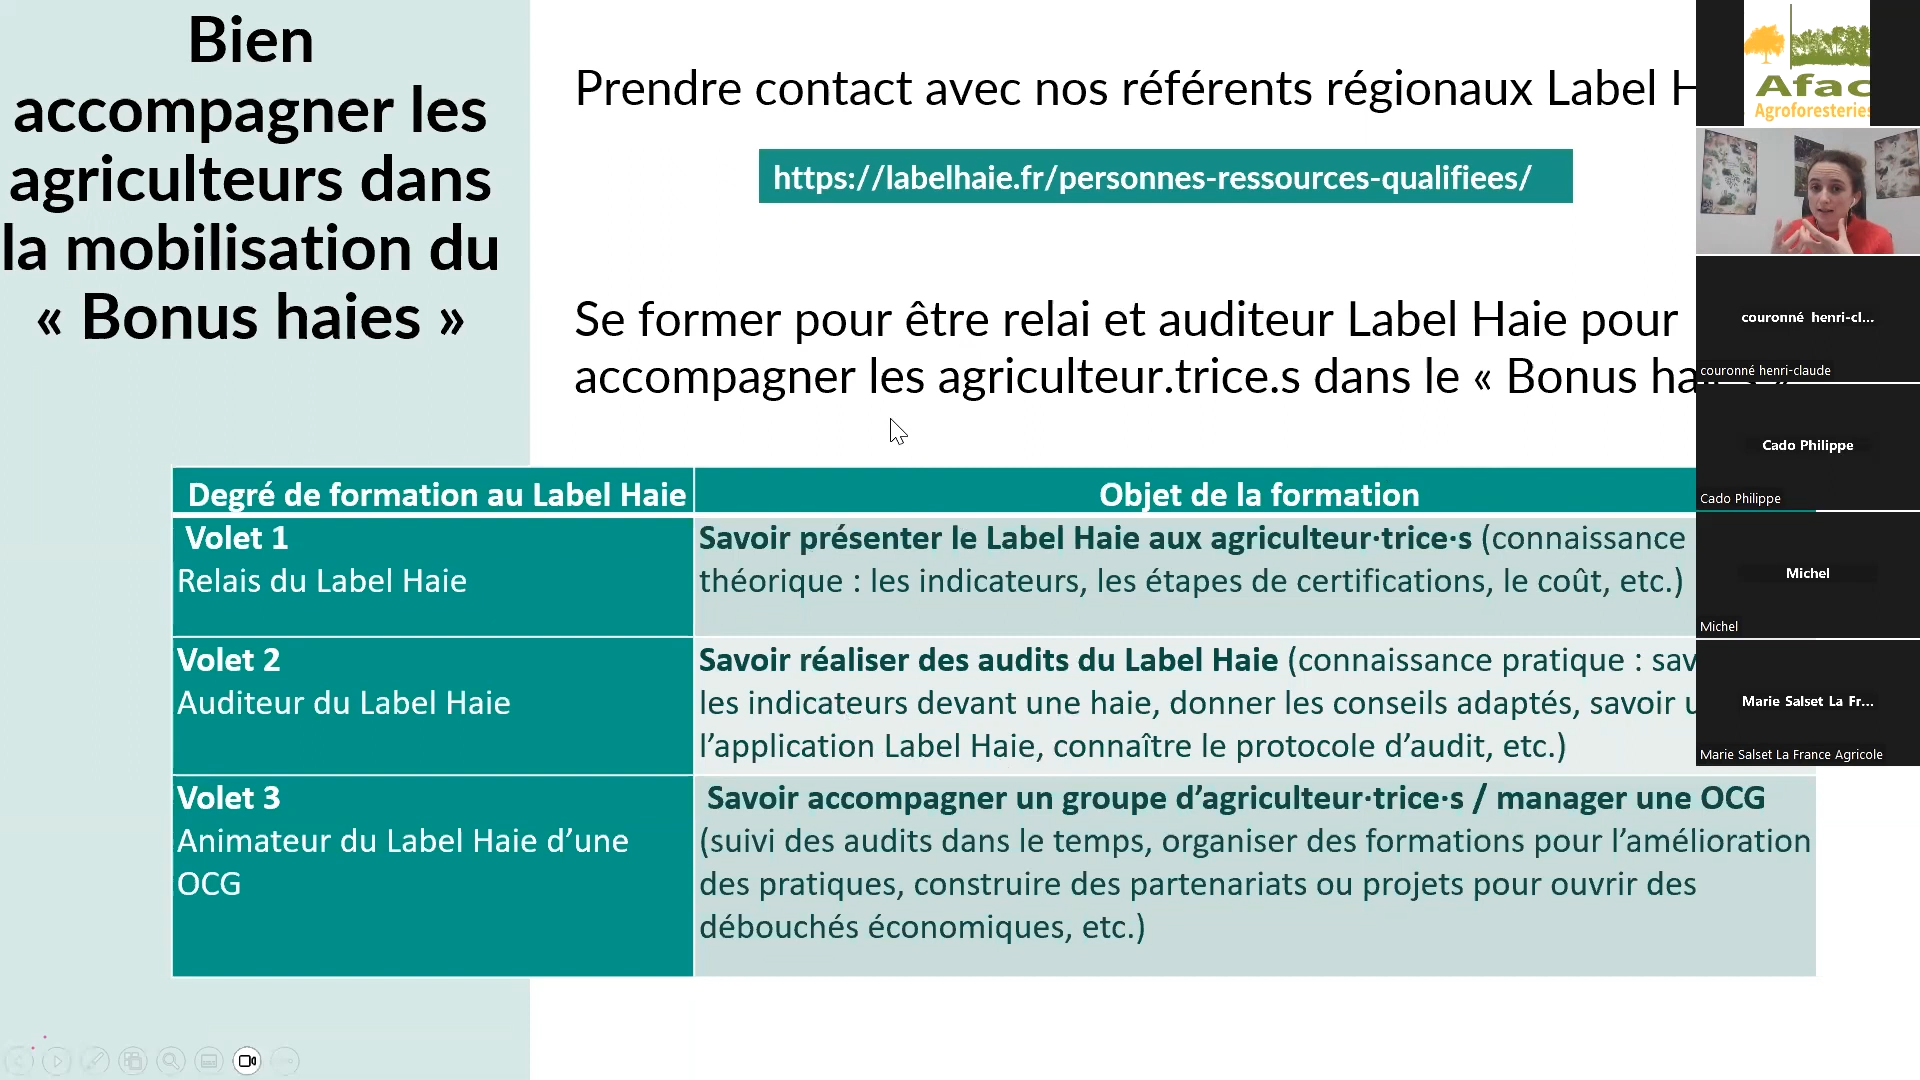 Bien
accompagner les
agriculteurs dans
la mobilisation du
« Bonus haies »
Prendre contact avec nos référents régionaux Label H
https://labelhaie.fr/personnes-ressources-qualifiees/
Se former pour être relai et auditeur Label Haie pour
accompagner les agriculteur.trice.s dans le « Bonus haies »
Degré de formation au Label Haie
Objet de la formation
Volet 1
Relais du Label Haie
Savoir présenter le Label Haie aux agriculteur·trice·s (connaissance
théorique : les indicateurs, les étapes de certifications, le coût, etc.)
Volet 2
Auditeur du Label Haie
Savoir réaliser des audits du Label Haie (connaissance pratique : sav
les indicateurs devant une haie, donner les conseils adaptés, savoir u
l’application Label Haie, connaître le protocole d’audit, etc.)
Volet 3
Animateur du Label Haie d’une
OCG
Savoir accompagner un groupe d’agriculteur·trice·s / manager une OCG
(suivi des audits dans le temps, organiser des formations pour l’amélioration
des pratiques, construire des partenariats ou projets pour ouvrir des
débouchés économiques, etc.)
Afac
Agroforesteries
couronné henri-cl...
couronné henri-claude
Cado Philippe
Cado Philippe
Michel
Michel
Marie Salset La Fr...
Marie Salset La France Agricole